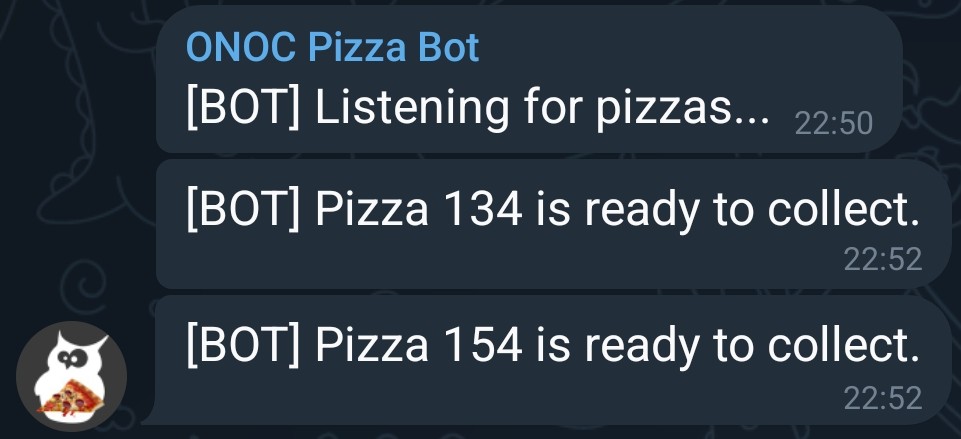 ONOC Pizza Bot
[BOT] Listening for pizzas... 22:50
[BOT] Pizza 134 is ready to collect.
22:52
[BOT] Pizza 154 is ready to collect.
22:52